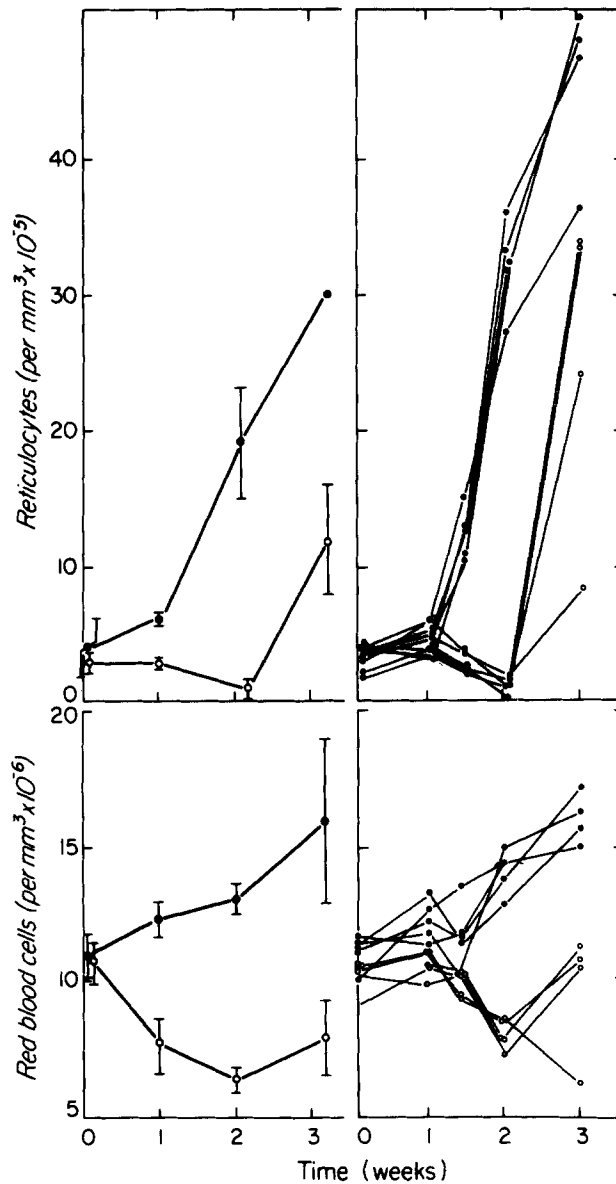 Reticulocytes (per mm³ x 10⁻⁵)
40
30
20
10
0
Red blood cells (per mm³ x 10⁻⁶)
20
15
10
5
0 1 2 3 0 1 2 3
Time (weeks)